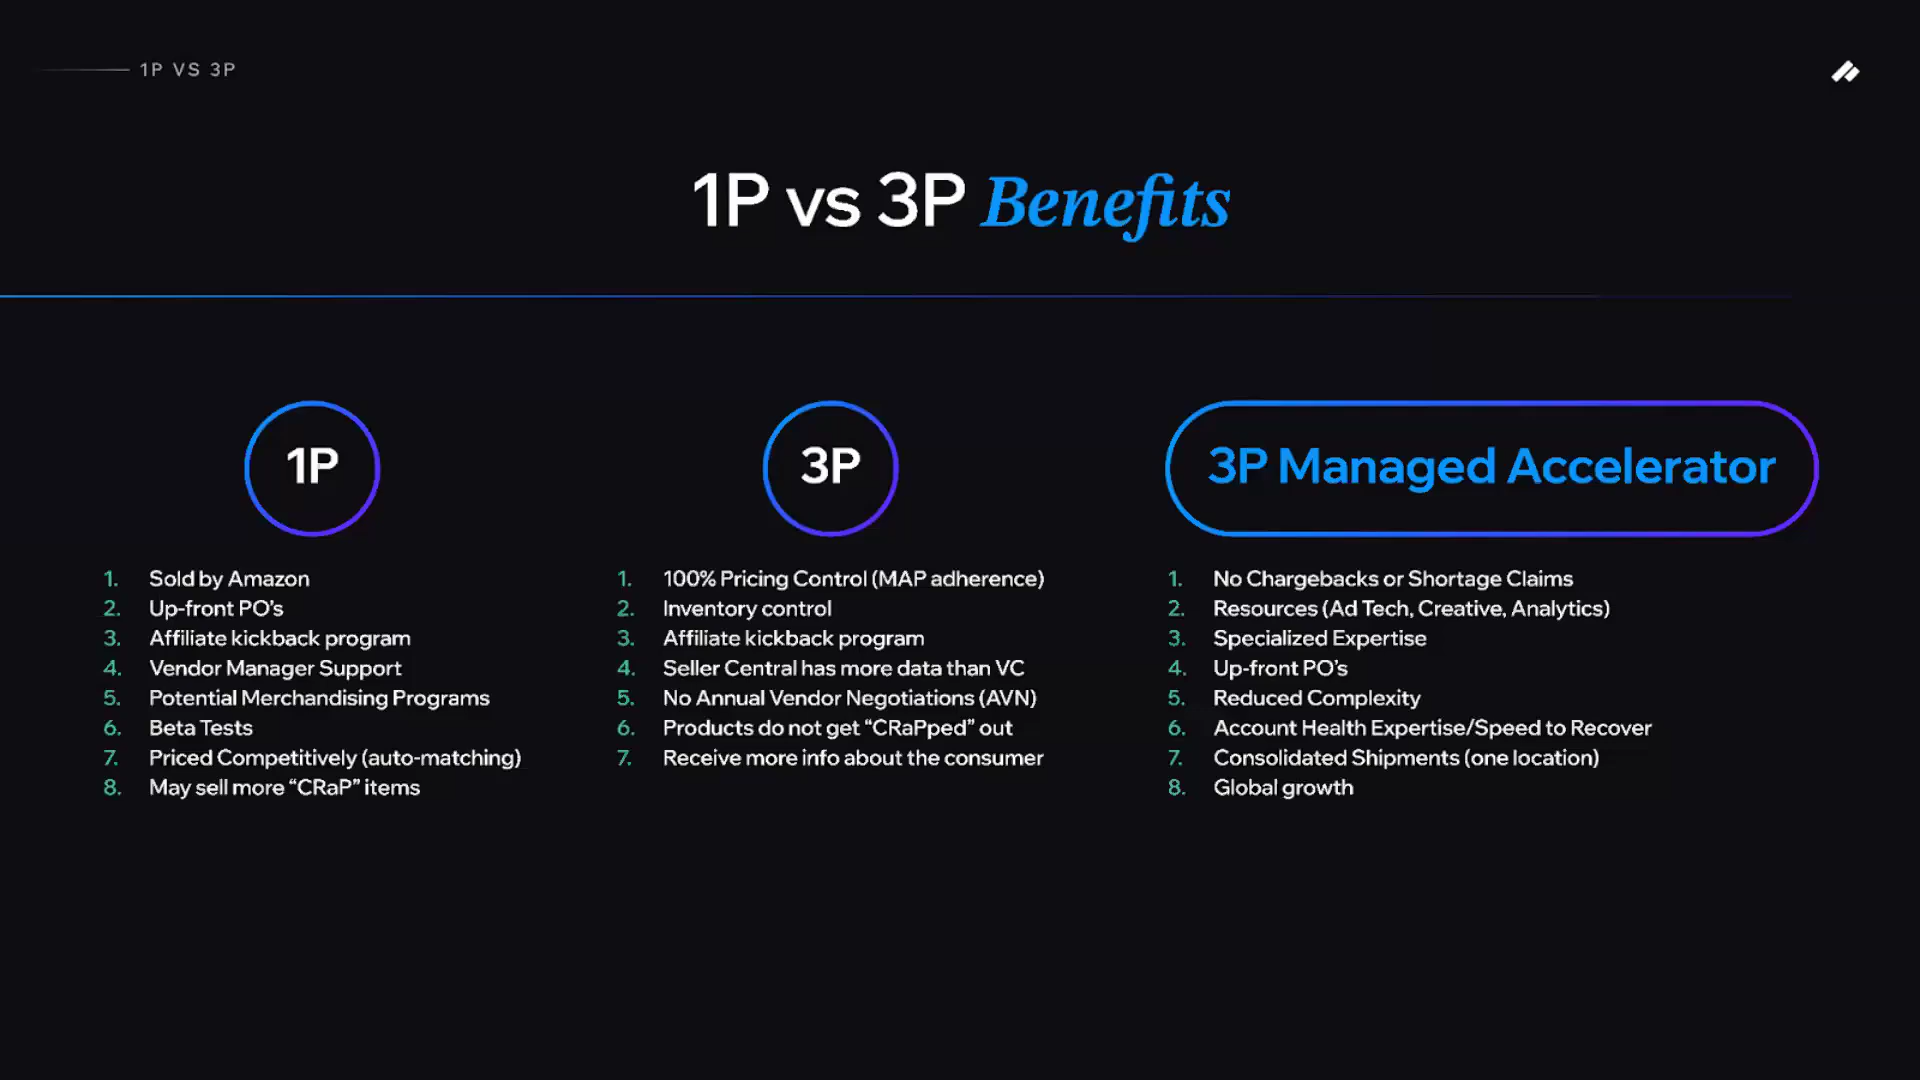 1P VS 3P
1P vs 3P Benefits
1P
1. Sold by Amazon
2. Up-front PO's
3. Affiliate kickback program
4. Vendor Manager Support
5. Potential Merchandising Programs
6. Beta Tests
7. Priced Competitively (auto-matching)
8. May sell more “CRaP” items
3P
1. 100% Pricing Control (MAP adherence)
2. Inventory control
3. Affiliate kickback program
4. Seller Central has more data than VC
5. No Annual Vendor Negotiations (AVN)
6. Products do not get “CRaPped” out
7. Receive more info about the consumer
3P Managed Accelerator
1. No Chargebacks or Shortage Claims
2. Resources (Ad Tech, Creative, Analytics)
3. Specialized Expertise
4. Up-front PO's
5. Reduced Complexity
6. Account Health Expertise/Speed to Recover
7. Consolidated Shipments (one location)
8. Global growth